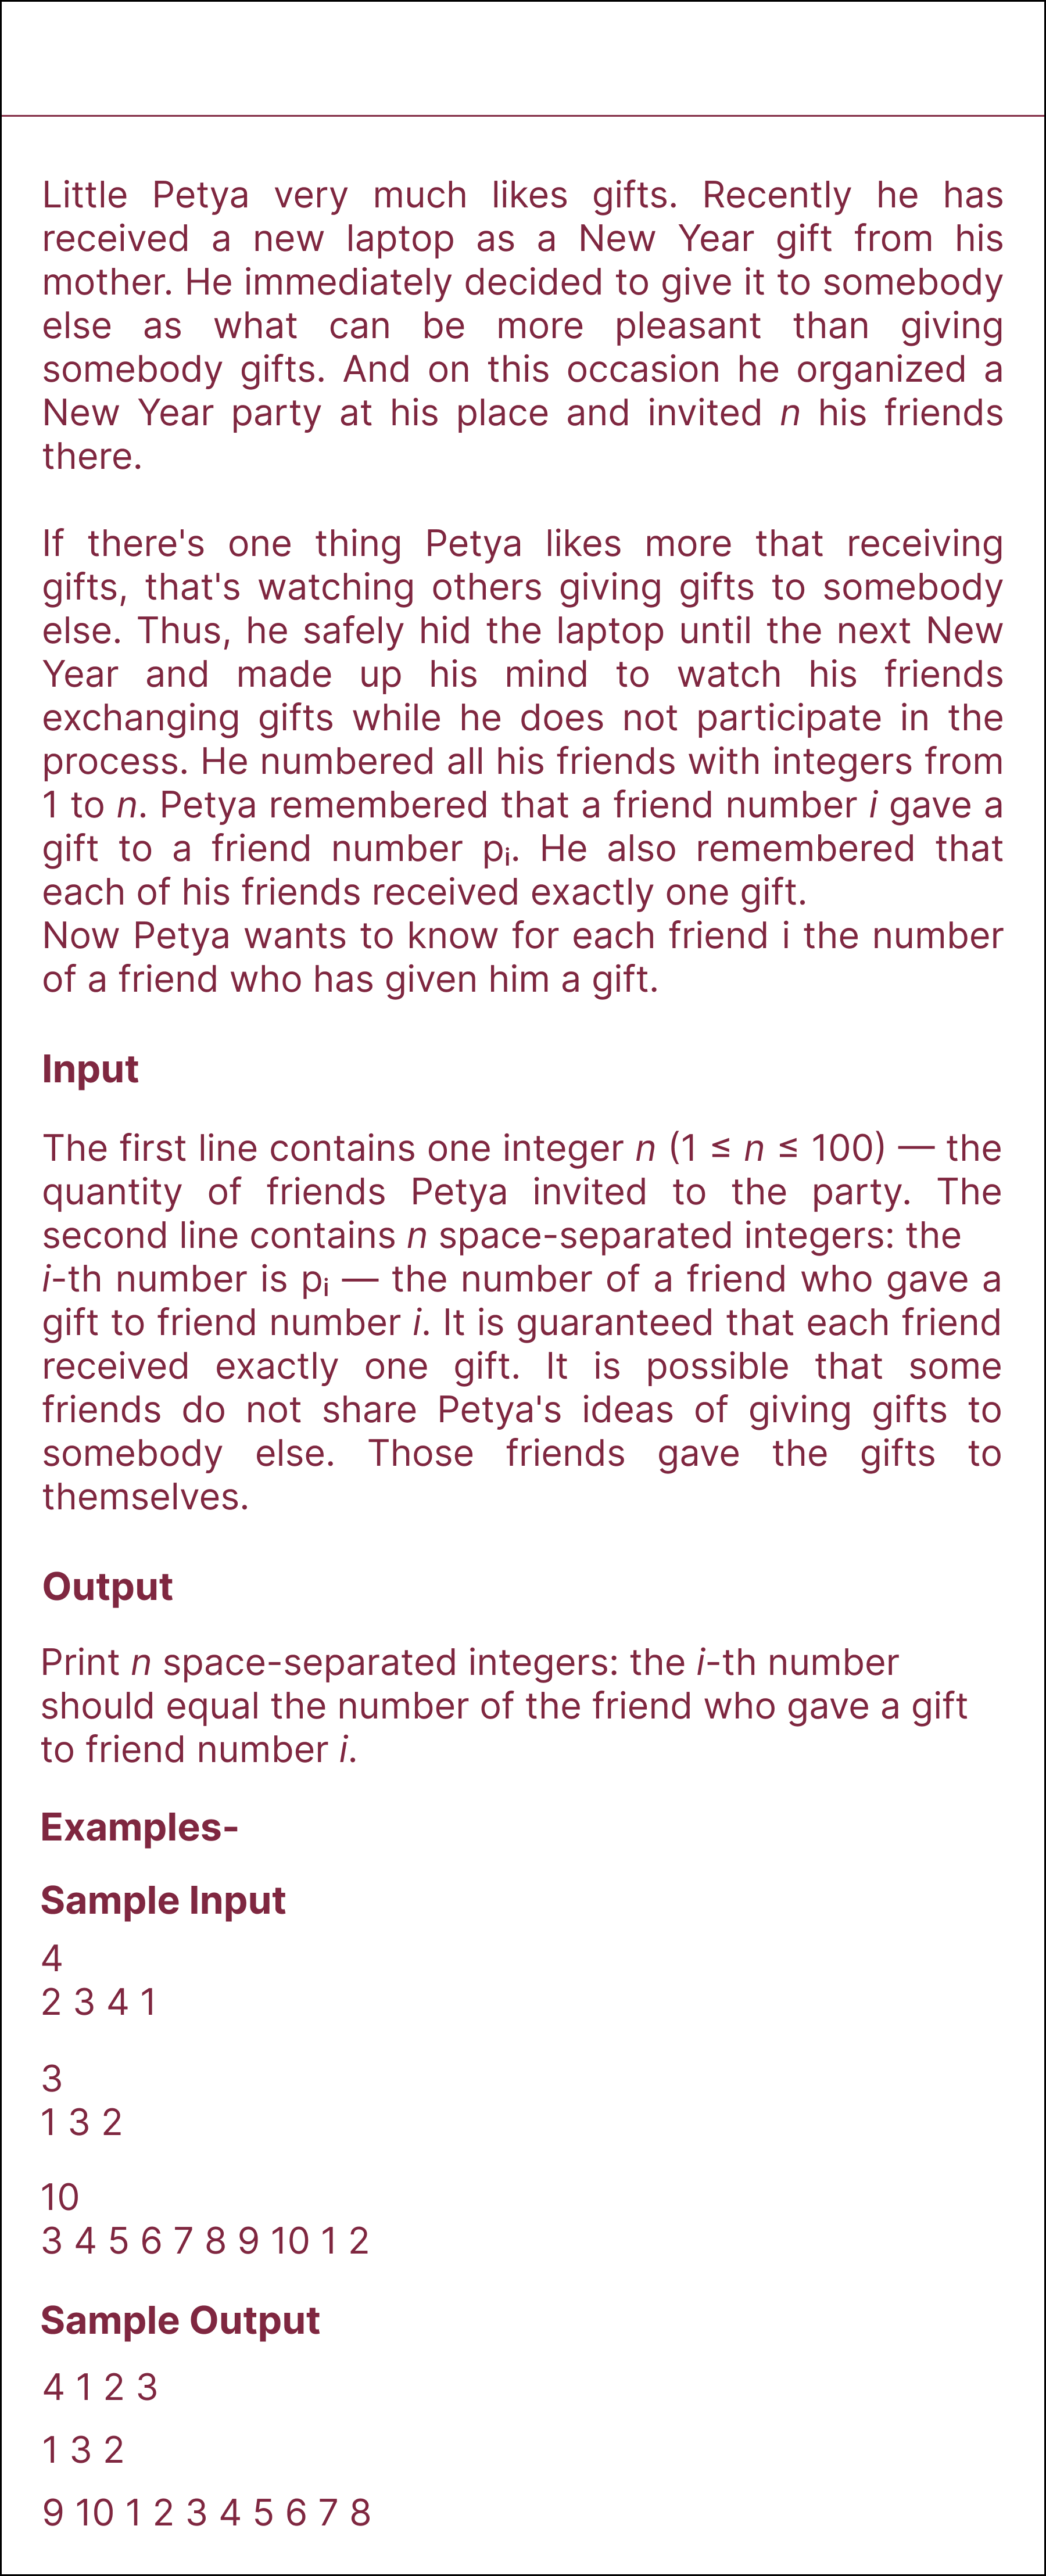 Little Petya very much likes gifts. Recently he has
received a new laptop as a New Year gift from his
mother. He immediately decided to give it to somebody
else as what can be more pleasant than giving
somebody gifts. And on this occasion he organized a
New Year party at his place and invited n his friends
there.
If there's one thing Petya likes more that receiving
gifts, that's watching others giving gifts to somebody
else. Thus, he safely hid the laptop until the next New
Year and made up his mind to watch his friends
exchanging gifts while he does not participate in the
process. He numbered all his friends with integers from
1 to n. Petya remembered that a friend number i gave a
gift to a friend number pᵢ. He also remembered that
each of his friends received exactly one gift.
Now Petya wants to know for each friend i the number
of a friend who has given him a gift.
Input
The first line contains one integer n (1 ≤ n ≤ 100) — the
quantity of friends Petya invited to the party. The
second line contains n space-separated integers: the
i-th number is pᵢ — the number of a friend who gave a
gift to friend number i. It is guaranteed that each friend
received exactly one gift. It is possible that some
friends do not share Petya's ideas of giving gifts to
somebody else. Those friends gave the gifts to
themselves.
Output
Print n space-separated integers: the i-th number
should equal the number of the friend who gave a gift
to friend number i.
Examples-
Sample Input
4
2 3 4 1
3
1 3 2
10
3 4 5 6 7 8 9 10 1 2
Sample Output
4 1 2 3
1 3 2
9 10 1 2 3 4 5 6 7 8